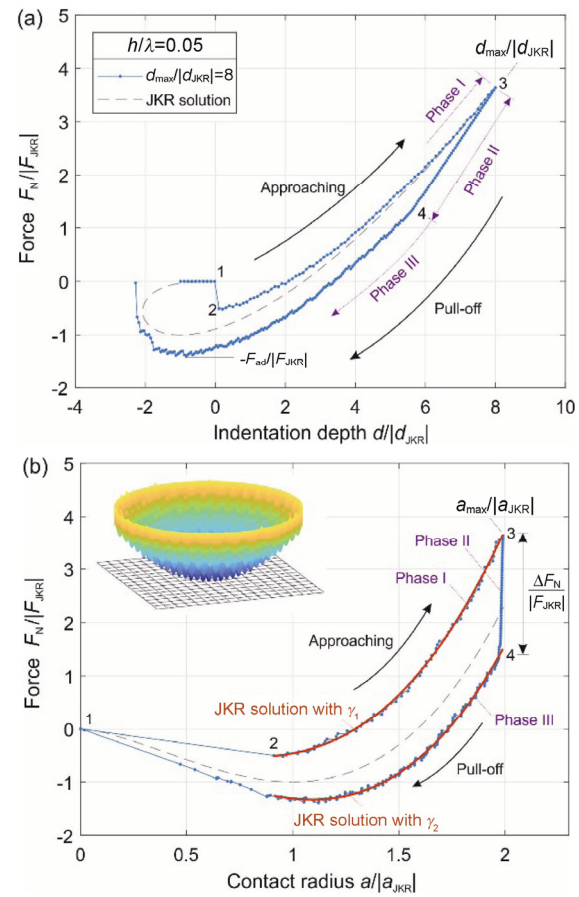 (a)
h/λ=0.05
d_max/|d_JKR|=8
JKR solution
d_max/|d_JKR|
3
Phase I
Phase II
Approaching
4
Phase III
1
2
Pull-off
-F_ad/|F_JKR|
Force F_N/|F_JKR|
5
4
3
2
1
0
-1
-2
-4 -2 0 2 4 6 8 10
Indentation depth d/|d_JKR|
(b)
a_max/|a_JKR|
3
Phase II
Phase I
ΔF_N
|F_JKR|
Approaching
4
JKR solution with γ₁
1
2
Phase III
Pull-off
JKR solution with γ₂
Force F_N/|F_JKR|
5
4
3
2
1
0
-1
-2
0 0.5 1 1.5 2
Contact radius a/|a_JKR|